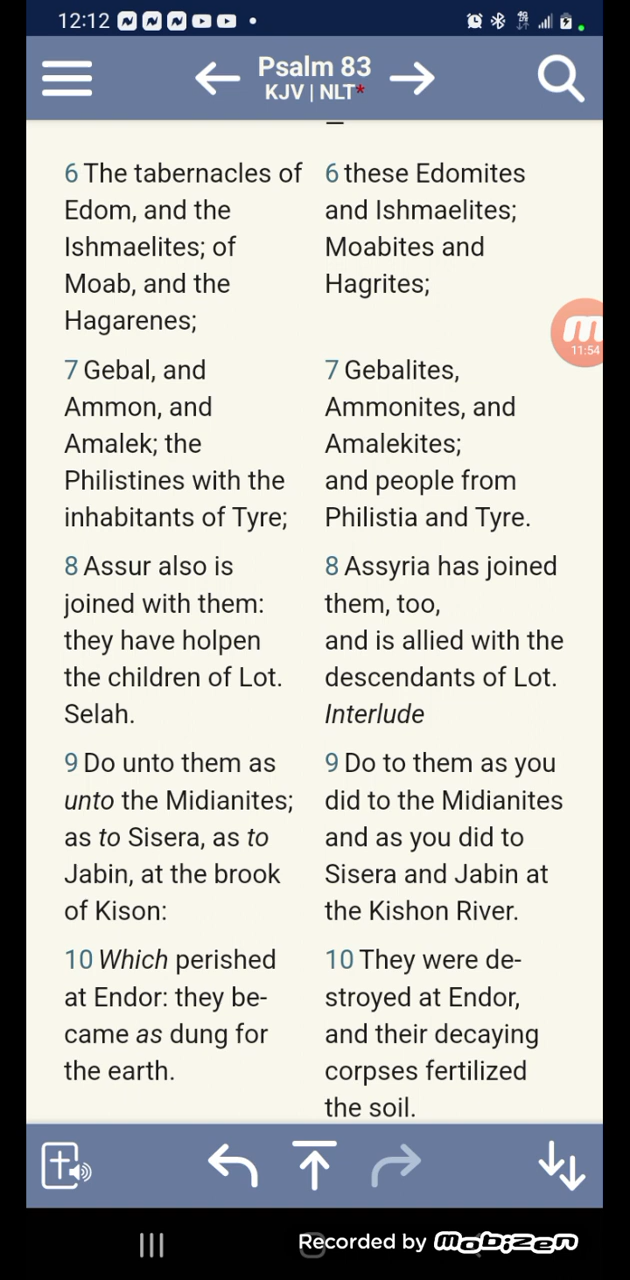 12:12
Psalm 83
KJV | NLT*
6 The tabernacles of
Edom, and the
Ishmaelites; of
Moab, and the
Hagarenes;
7 Gebal, and
Ammon, and
Amalek; the
Philistines with the
inhabitants of Tyre;
8 Assur also is
joined with them:
they have holpen
the children of Lot.
Selah.
9 Do unto them as
unto the Midianites;
as to Sisera, as to
Jabin, at the brook
of Kison:
10 Which perished
at Endor: they be-
came as dung for
the earth.
6 these Edomites
and Ishmaelites;
Moabites and
Hagrites;
7 Gebalites,
Ammonites, and
Amalekites;
and people from
Philistia and Tyre.
8 Assyria has joined
them, too,
and is allied with the
descendants of Lot.
Interlude
9 Do to them as you
did to the Midianites
and as you did to
Sisera and Jabin at
the Kishon River.
10 They were de-
stroyed at Endor,
and their decaying
corpses fertilized
the soil.
m
11:54
Recorded by mobizen